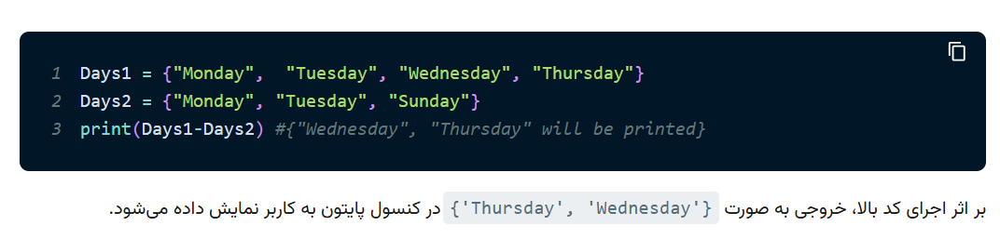 1 Days1 = {"Monday",  "Tuesday", "Wednesday", "Thursday"}
2 Days2 = {"Monday", "Tuesday", "Sunday"}
3 print(Days1-Days2) #{"Wednesday", "Thursday" will be printed}
بر اثر اجرای کد بالا، خروجی به صورت {'Thursday', 'Wednesday'} در کنسول پایتون به کاربر نمایش داده می‌شود.